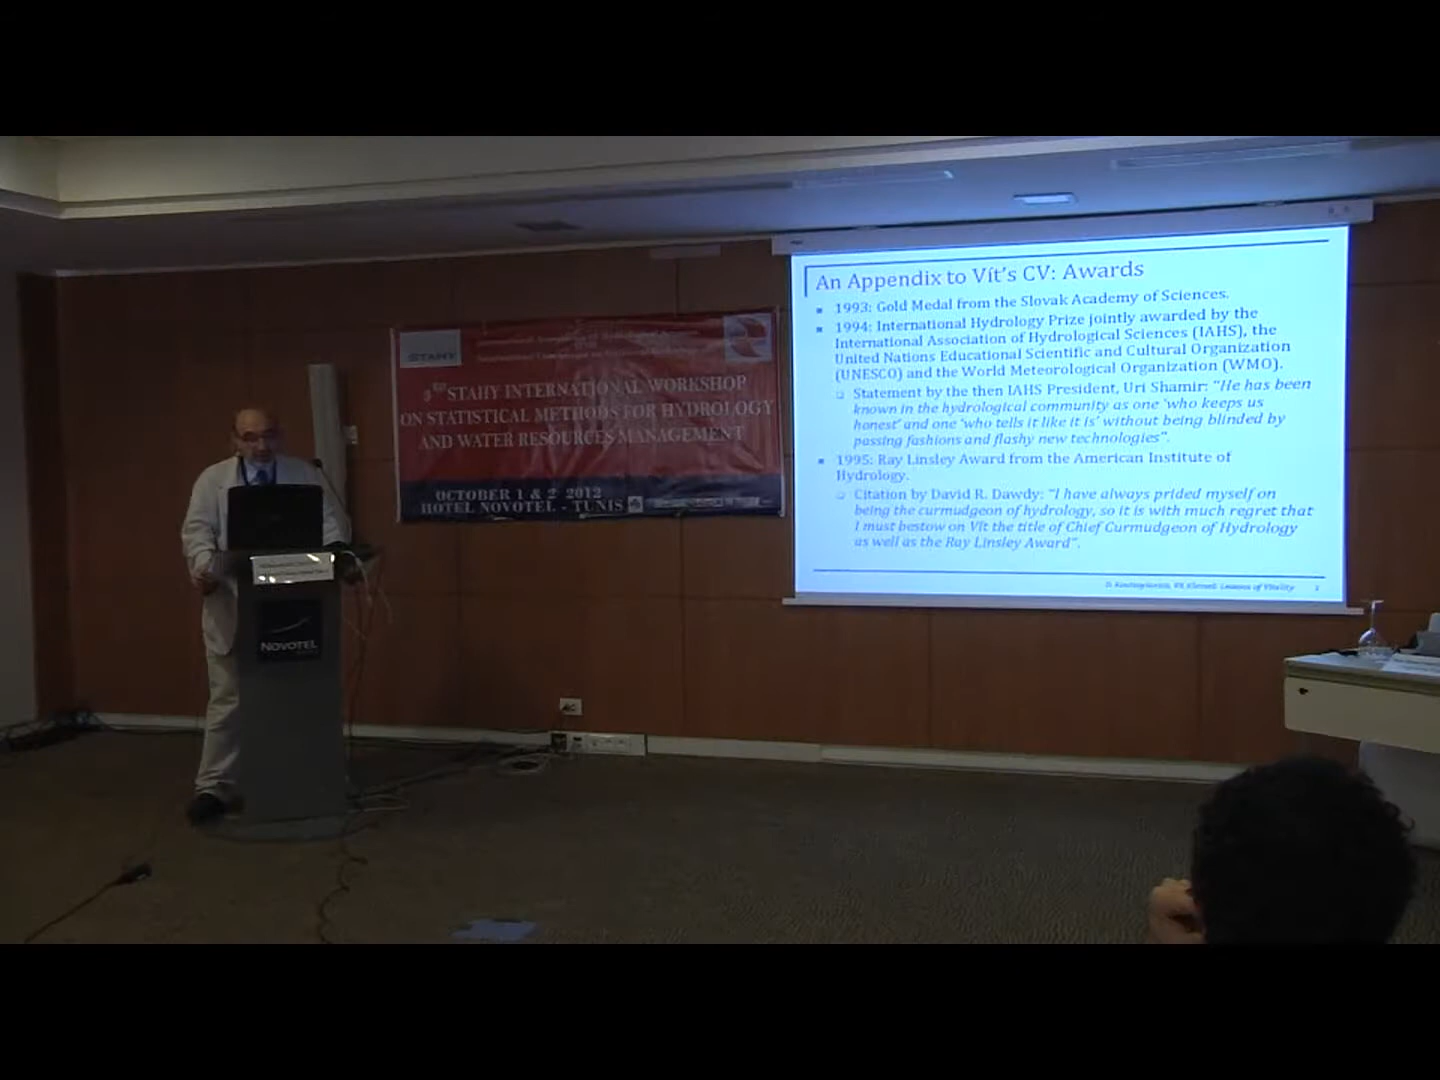 STAHY
3RD STAHY INTERNATIONAL WORKSHOP
ON STATISTICAL METHODS FOR HYDROLOGY
AND WATER RESOURCES MANAGEMENT
OCTOBER 1 & 2 2012
HOTEL NOVOTEL - TUNIS
NOVOTEL
An Appendix to Vít's CV: Awards
1993: Gold Medal from the Slovak Academy of Sciences.
1994: International Hydrology Prize jointly awarded by the
International Association of Hydrological Sciences (IAHS), the
United Nations Educational Scientific and Cultural Organization
(UNESCO) and the World Meteorological Organization (WMO).
Statement by the then IAHS President, Uri Shamir: "He has been
known in the hydrological community as one 'who keeps us
honest' and one 'who tells it like it is' without being blinded by
passing fashions and flashy new technologies".
1995: Ray Linsley Award from the American Institute of
Hydrology.
Citation by David R. Dawdy: "I have always prided myself on
being the curmudgeon of hydrology, so it is with much regret that
I must bestow on Vít the title of Chief Curmudgeon of Hydrology
as well as the Ray Linsley Award".
D. Koutsoyiannis, Vít Klemeš: Lessons of Vitality